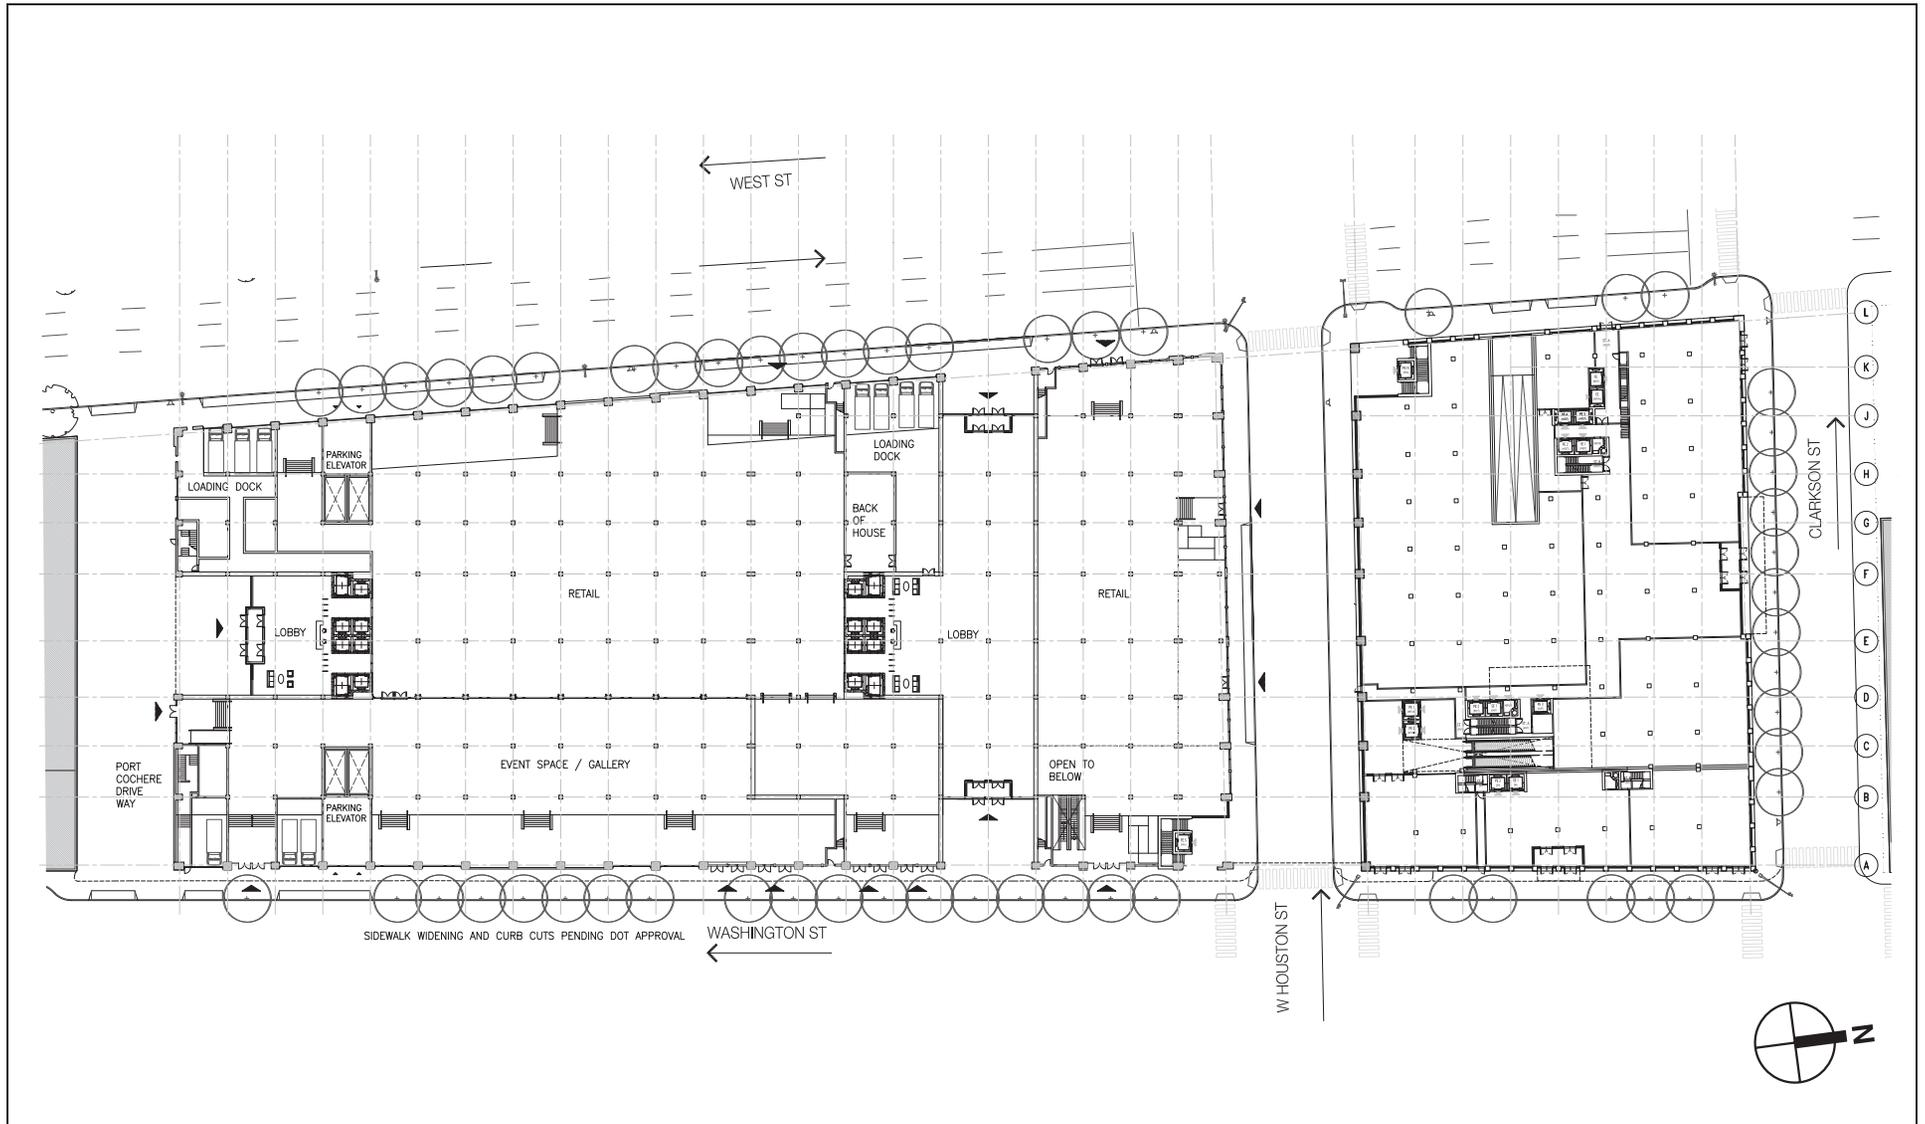 WEST ST
L
K
J
H
G
F
E
D
C
B
A
CLARKSON ST
PARKING
ELEVATOR
LOADING DOCK
LOADING
DOCK
BACK
OF
HOUSE
RETAIL
RETAIL
LOBBY
LOBBY
PORT
COCHERE
DRIVE
WAY
EVENT SPACE / GALLERY
OPEN TO
BELOW
PARKING
ELEVATOR
SIDEWALK WIDENING AND CURB CUTS PENDING DOT APPROVAL
WASHINGTON ST
W HOUSTON ST
N